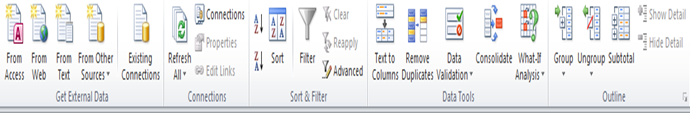 From Access
From Web
From Text
From Other Sources
Existing Connections
Get External Data
Refresh All
Connections
Properties
Edit Links
Connections
A Z
Z A
A Z Z A
Sort
Filter
Clear
Reapply
Advanced
Sort & Filter
Text to Columns
Remove Duplicates
Data Validation
Consolidate
What-If Analysis
Data Tools
Group
Ungroup
Subtotal
Show Detail
Hide Detail
Outline